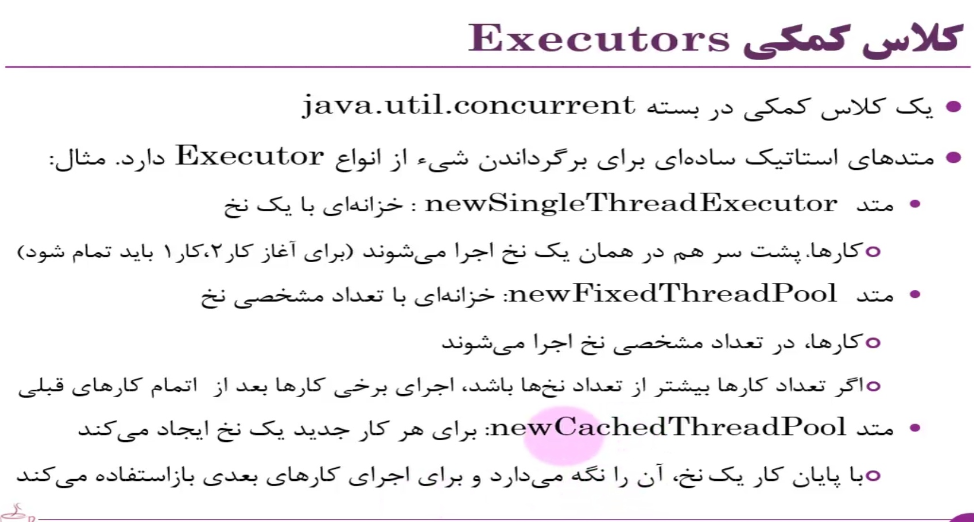 کلاس کمکی Executors
یک کلاس کمکی در بسته java.util.concurrent
متدهای استاتیک ساده‌ای برای برگرداندن شیء از انواع Executor دارد. مثال:
متد newSingleThreadExecutor : خزانه‌ای با یک نخ
کارها. پشت سر هم در همان یک نخ اجرا می‌شوند (برای آغاز کار۲،کار۱ باید تمام شود)
متد newFixedThreadPool: خزانه‌ای با تعداد مشخصی نخ
کارها، در تعداد مشخصی نخ اجرا می‌شوند
اگر تعداد کارها بیشتر از تعداد نخ‌ها باشد، اجرای برخی کارها بعد از اتمام کارهای قبلی
متد newCachedThreadPool: برای هر کار جدید یک نخ ایجاد می‌کند
با پایان کار یک نخ، آن را نگه می‌دارد و برای اجرای کارهای بعدی بازاستفاده می‌کند